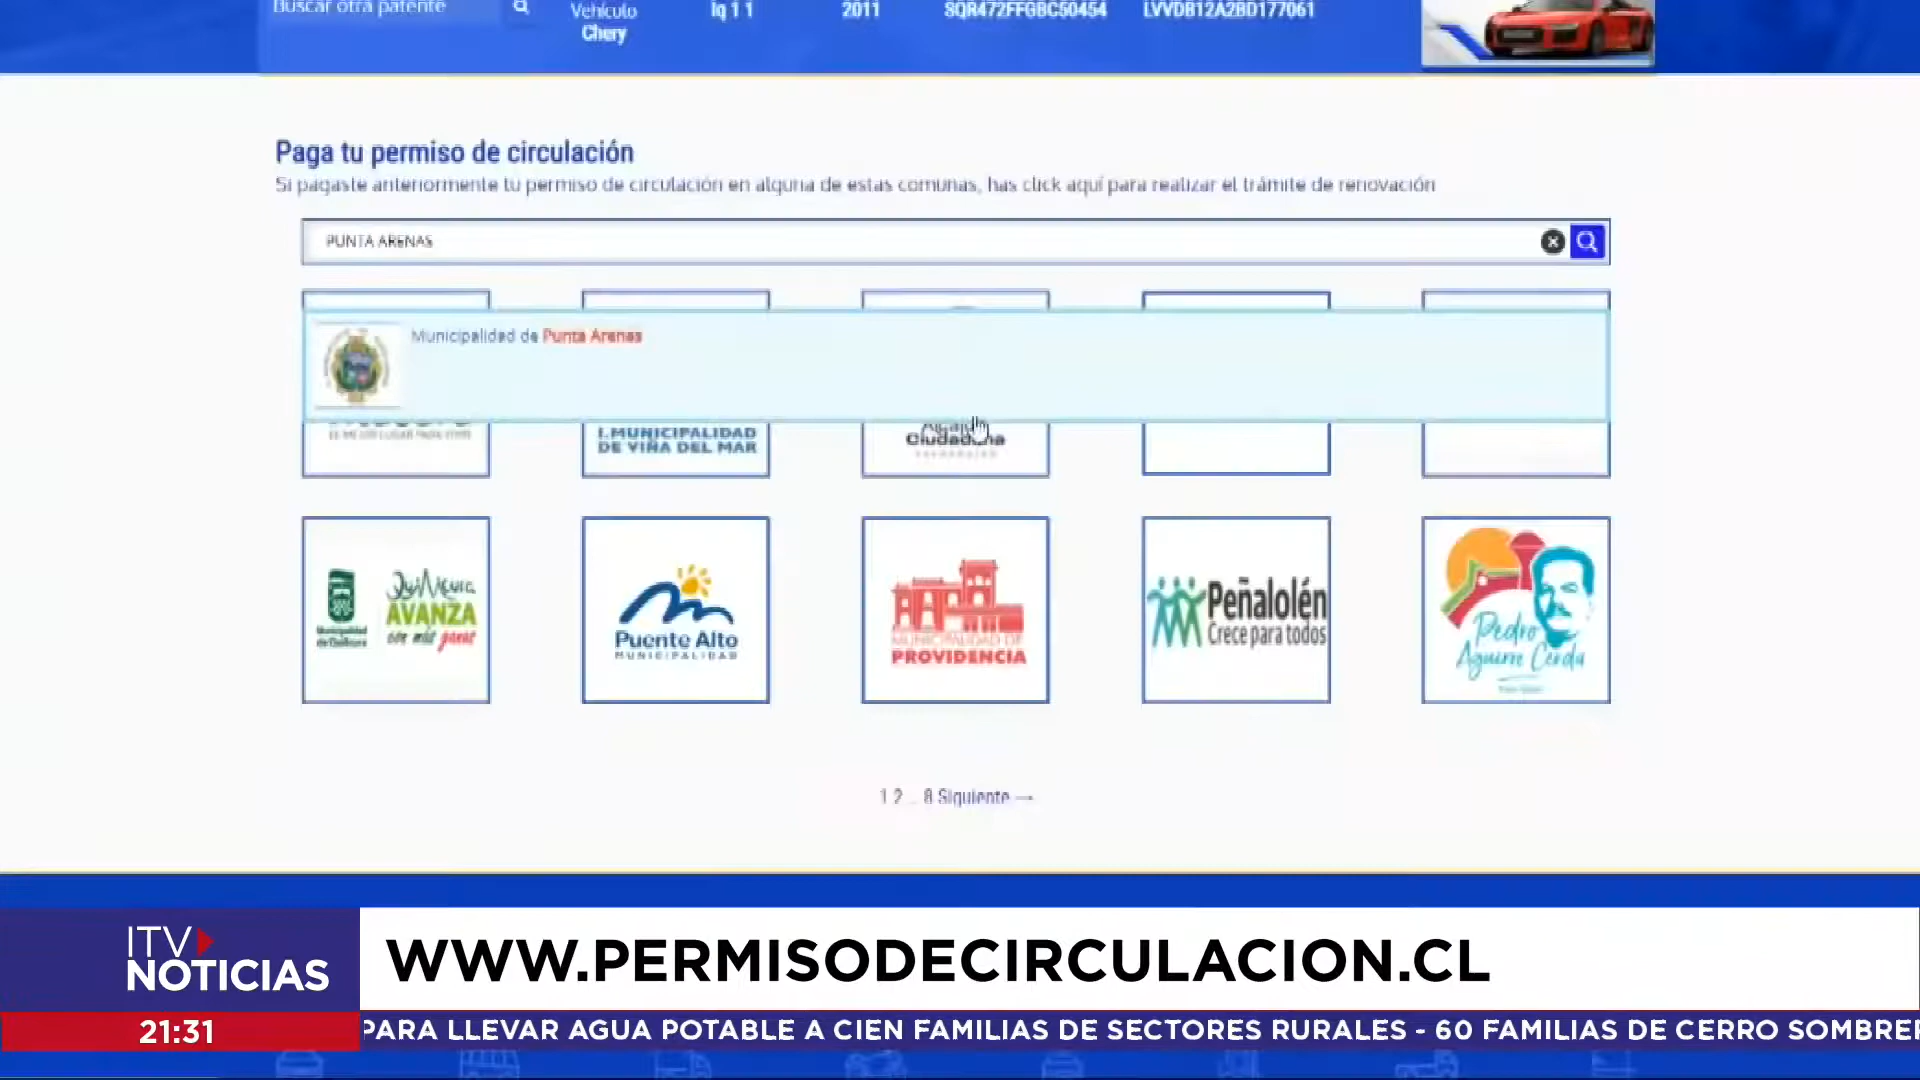 Buscar otra patente
Vehículo
Chery
Iq 1 1
2011
LVVDB12A2BD177061
Paga tu permiso de circulación
Si pagaste anteriormente tu permiso de circulación en alguna de estas comunas, has click aquí para realizar el trámite de renovación
PUNTA ARENAS
Municipalidad de Punta Arenas
I.MUNICIPALIDAD
DE VIÑA DEL MAR
Ciudadana
AVANZA
Puente Alto
MUNICIPALIDAD
MUNICIPALIDAD DE
PROVIDENCIA
Peñalolén
Crece para todos
Pedro
Aguirre Cerda
1 2 ... 8 Siguiente →
ITV
NOTICIAS
WWW.PERMISODECIRCULACION.CL
21:31
PARA LLEVAR AGUA POTABLE A CIEN FAMILIAS DE SECTORES RURALES - 60 FAMILIAS DE CERRO SOMBRE